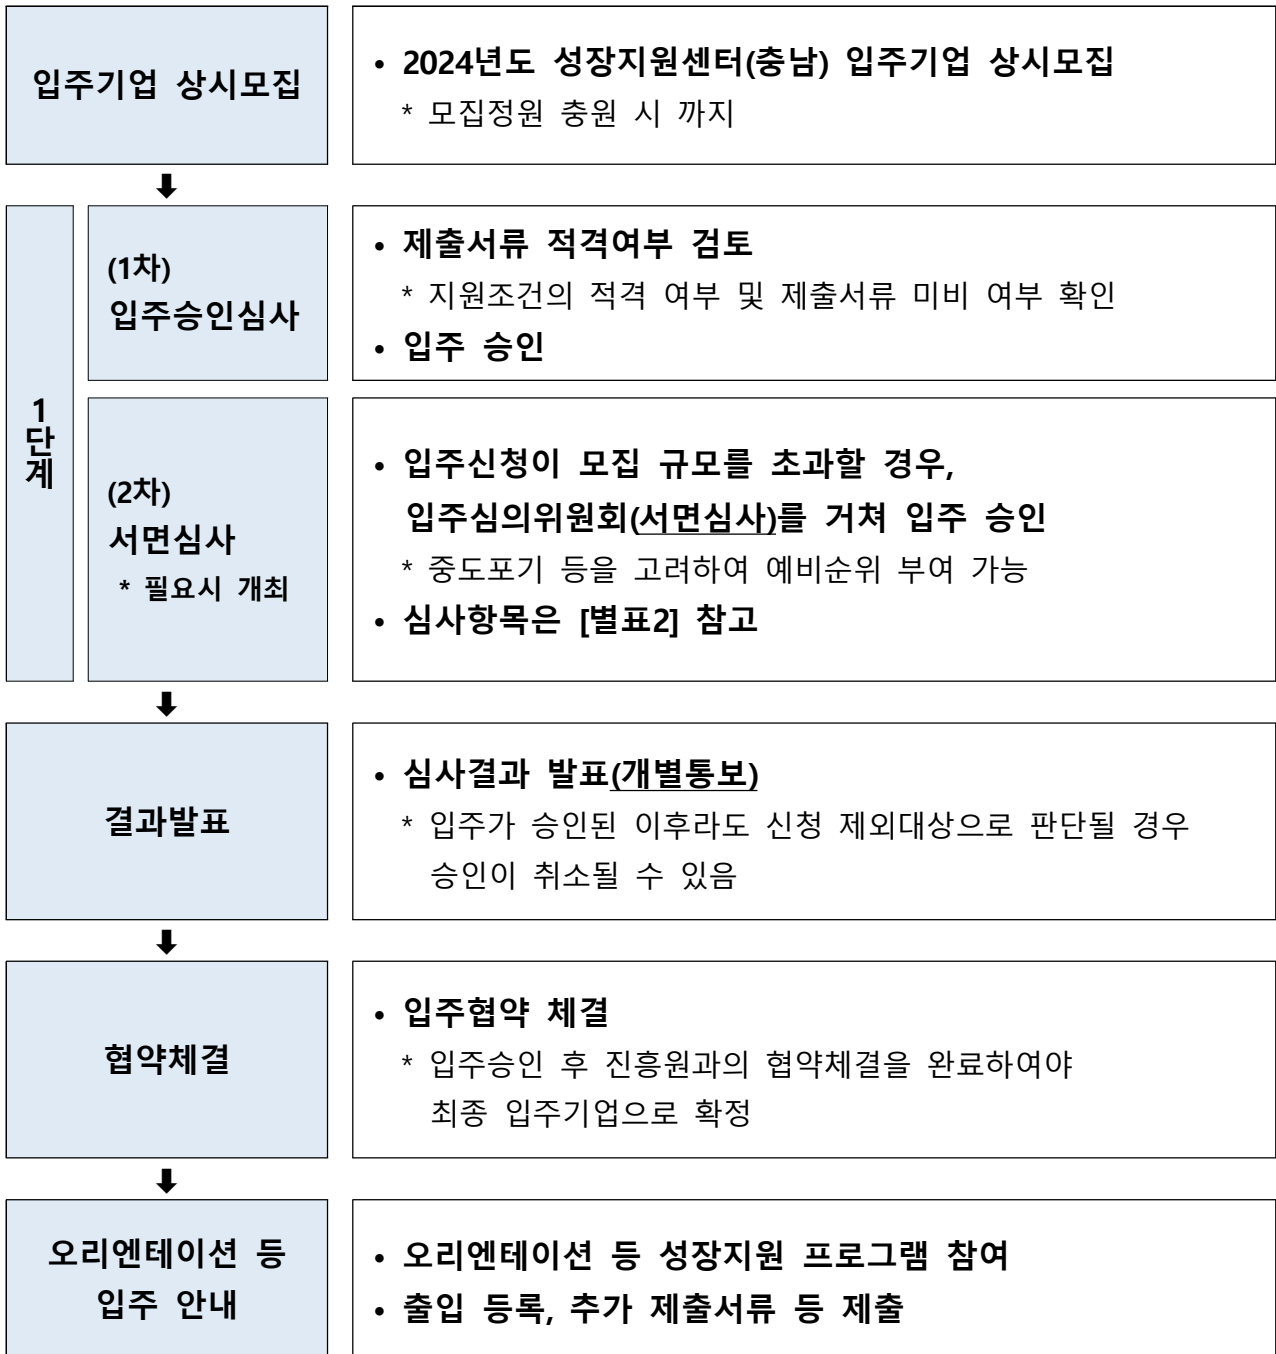 입주기업 상시모집
• 2024년도 성장지원센터(충남) 입주기업 상시모집
* 모집정원 충원 시 까지
1단계
(1차)
입주승인심사
• 제출서류 적격여부 검토
* 지원조건의 적격 여부 및 제출서류 미비 여부 확인
• 입주 승인
(2차)
서면심사
* 필요시 개최
• 입주신청이 모집 규모를 초과할 경우,
입주심의위원회(서면심사)를 거쳐 입주 승인
* 중도포기 등을 고려하여 예비순위 부여 가능
• 심사항목은 [별표2] 참고
결과발표
• 심사결과 발표(개별통보)
* 입주가 승인된 이후라도 신청 제외대상으로 판단될 경우
승인이 취소될 수 있음
협약체결
• 입주협약 체결
* 입주승인 후 진흥원과의 협약체결을 완료하여야
최종 입주기업으로 확정
오리엔테이션 등
입주 안내
• 오리엔테이션 등 성장지원 프로그램 참여
• 출입 등록, 추가 제출서류 등 제출